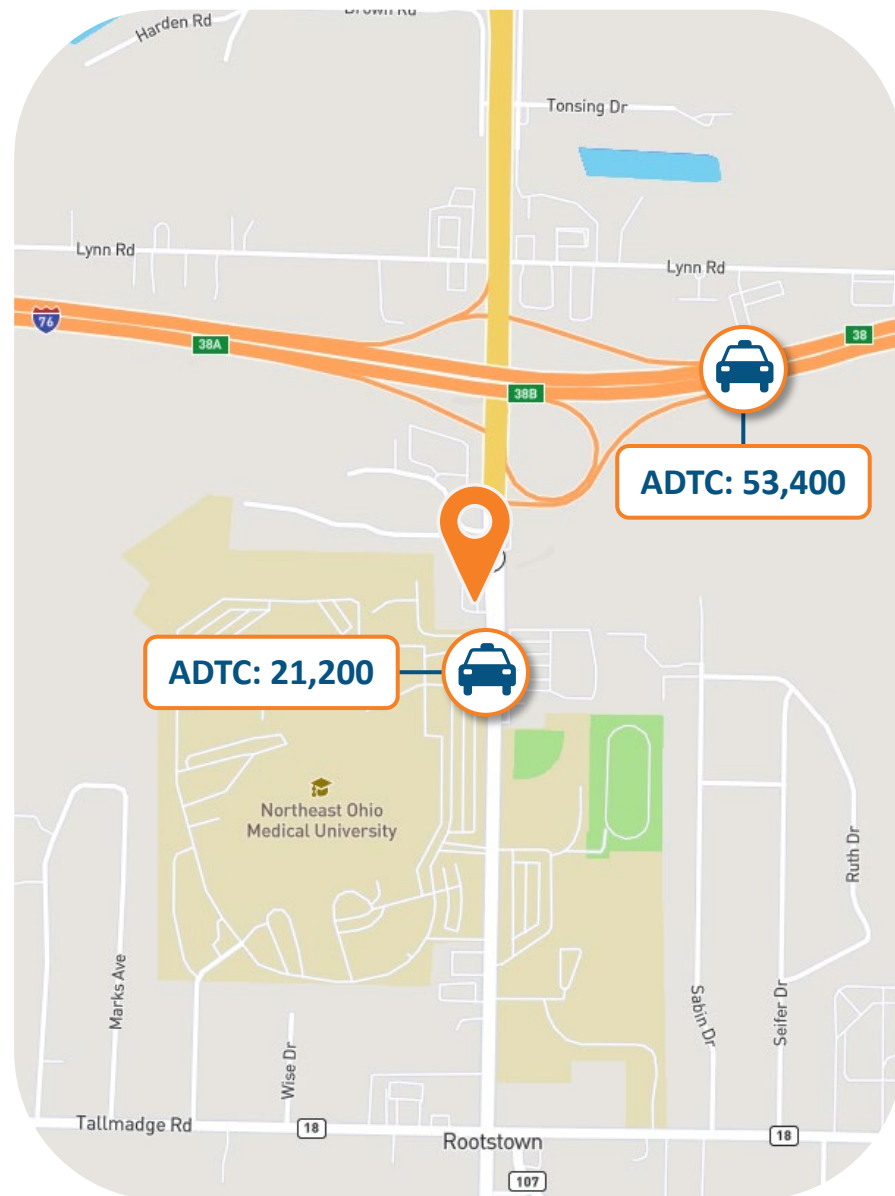 Harden Rd
Brown Rd
Tonsing Dr
Lynn Rd
Lynn Rd
76
38A
38B
38
ADTC: 53,400
ADTC: 21,200
Northeast Ohio
Medical University
Ruth Dr
Marks Ave
Wise Dr
Sabin Dr
Seifer Dr
Tallmadge Rd
18
Rootstown
18
107